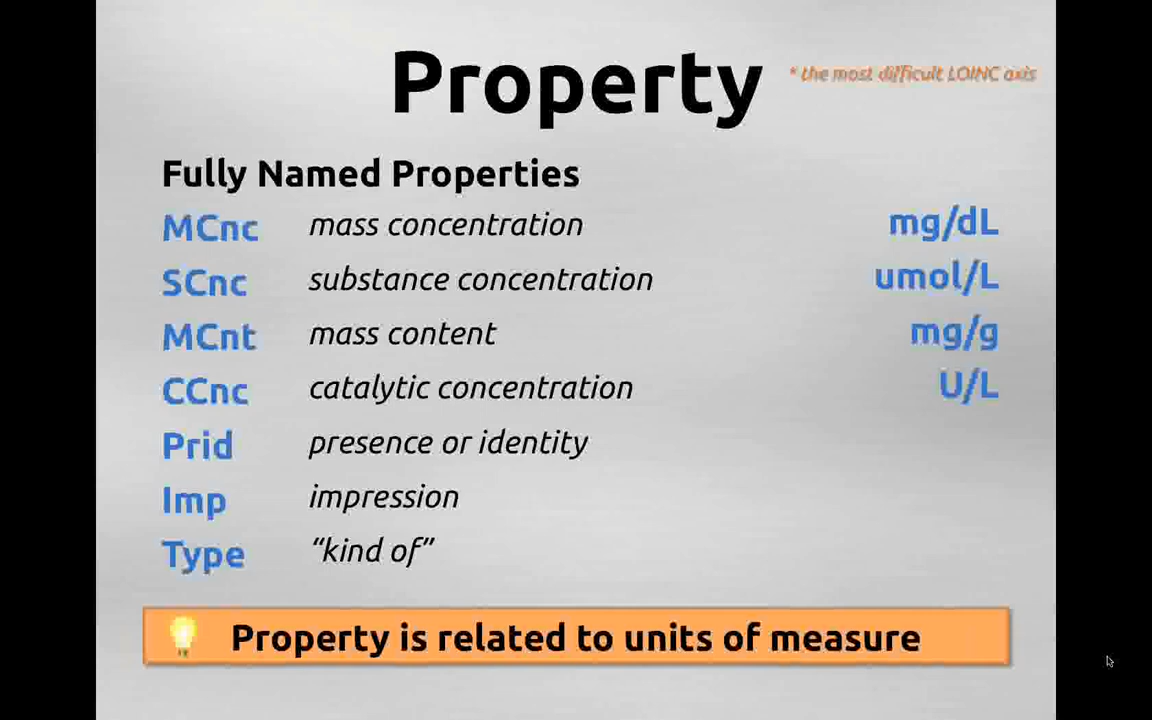 Property
* the most difficult LOINC axis
Fully Named Properties
MCnc mass concentration mg/dL
SCnc substance concentration umol/L
MCnt mass content mg/g
CCnc catalytic concentration U/L
Prid presence or identity
Imp impression
Type “kind of”
Property is related to units of measure